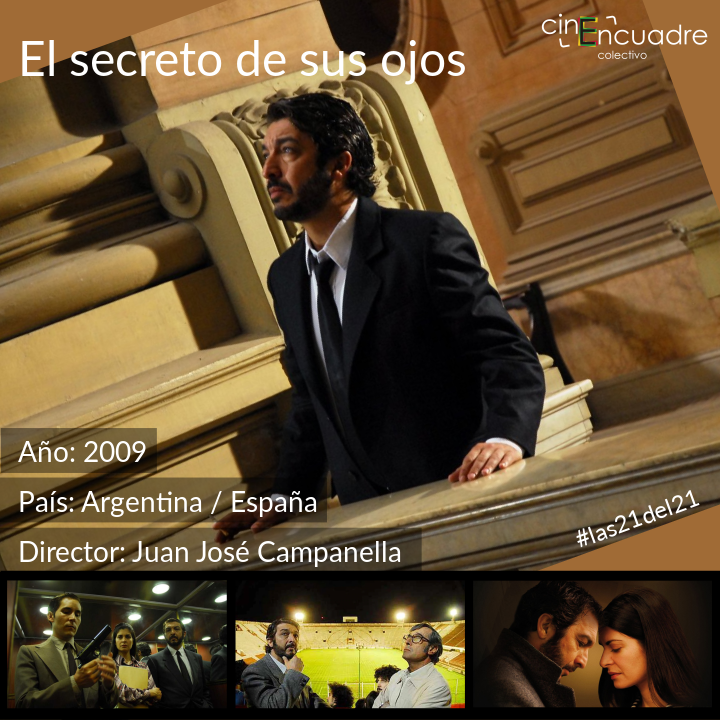 El secreto de sus ojos
cinEncuadre
colectivo
Año: 2009
País: Argentina / España
Director: Juan José Campanella
#las21del21